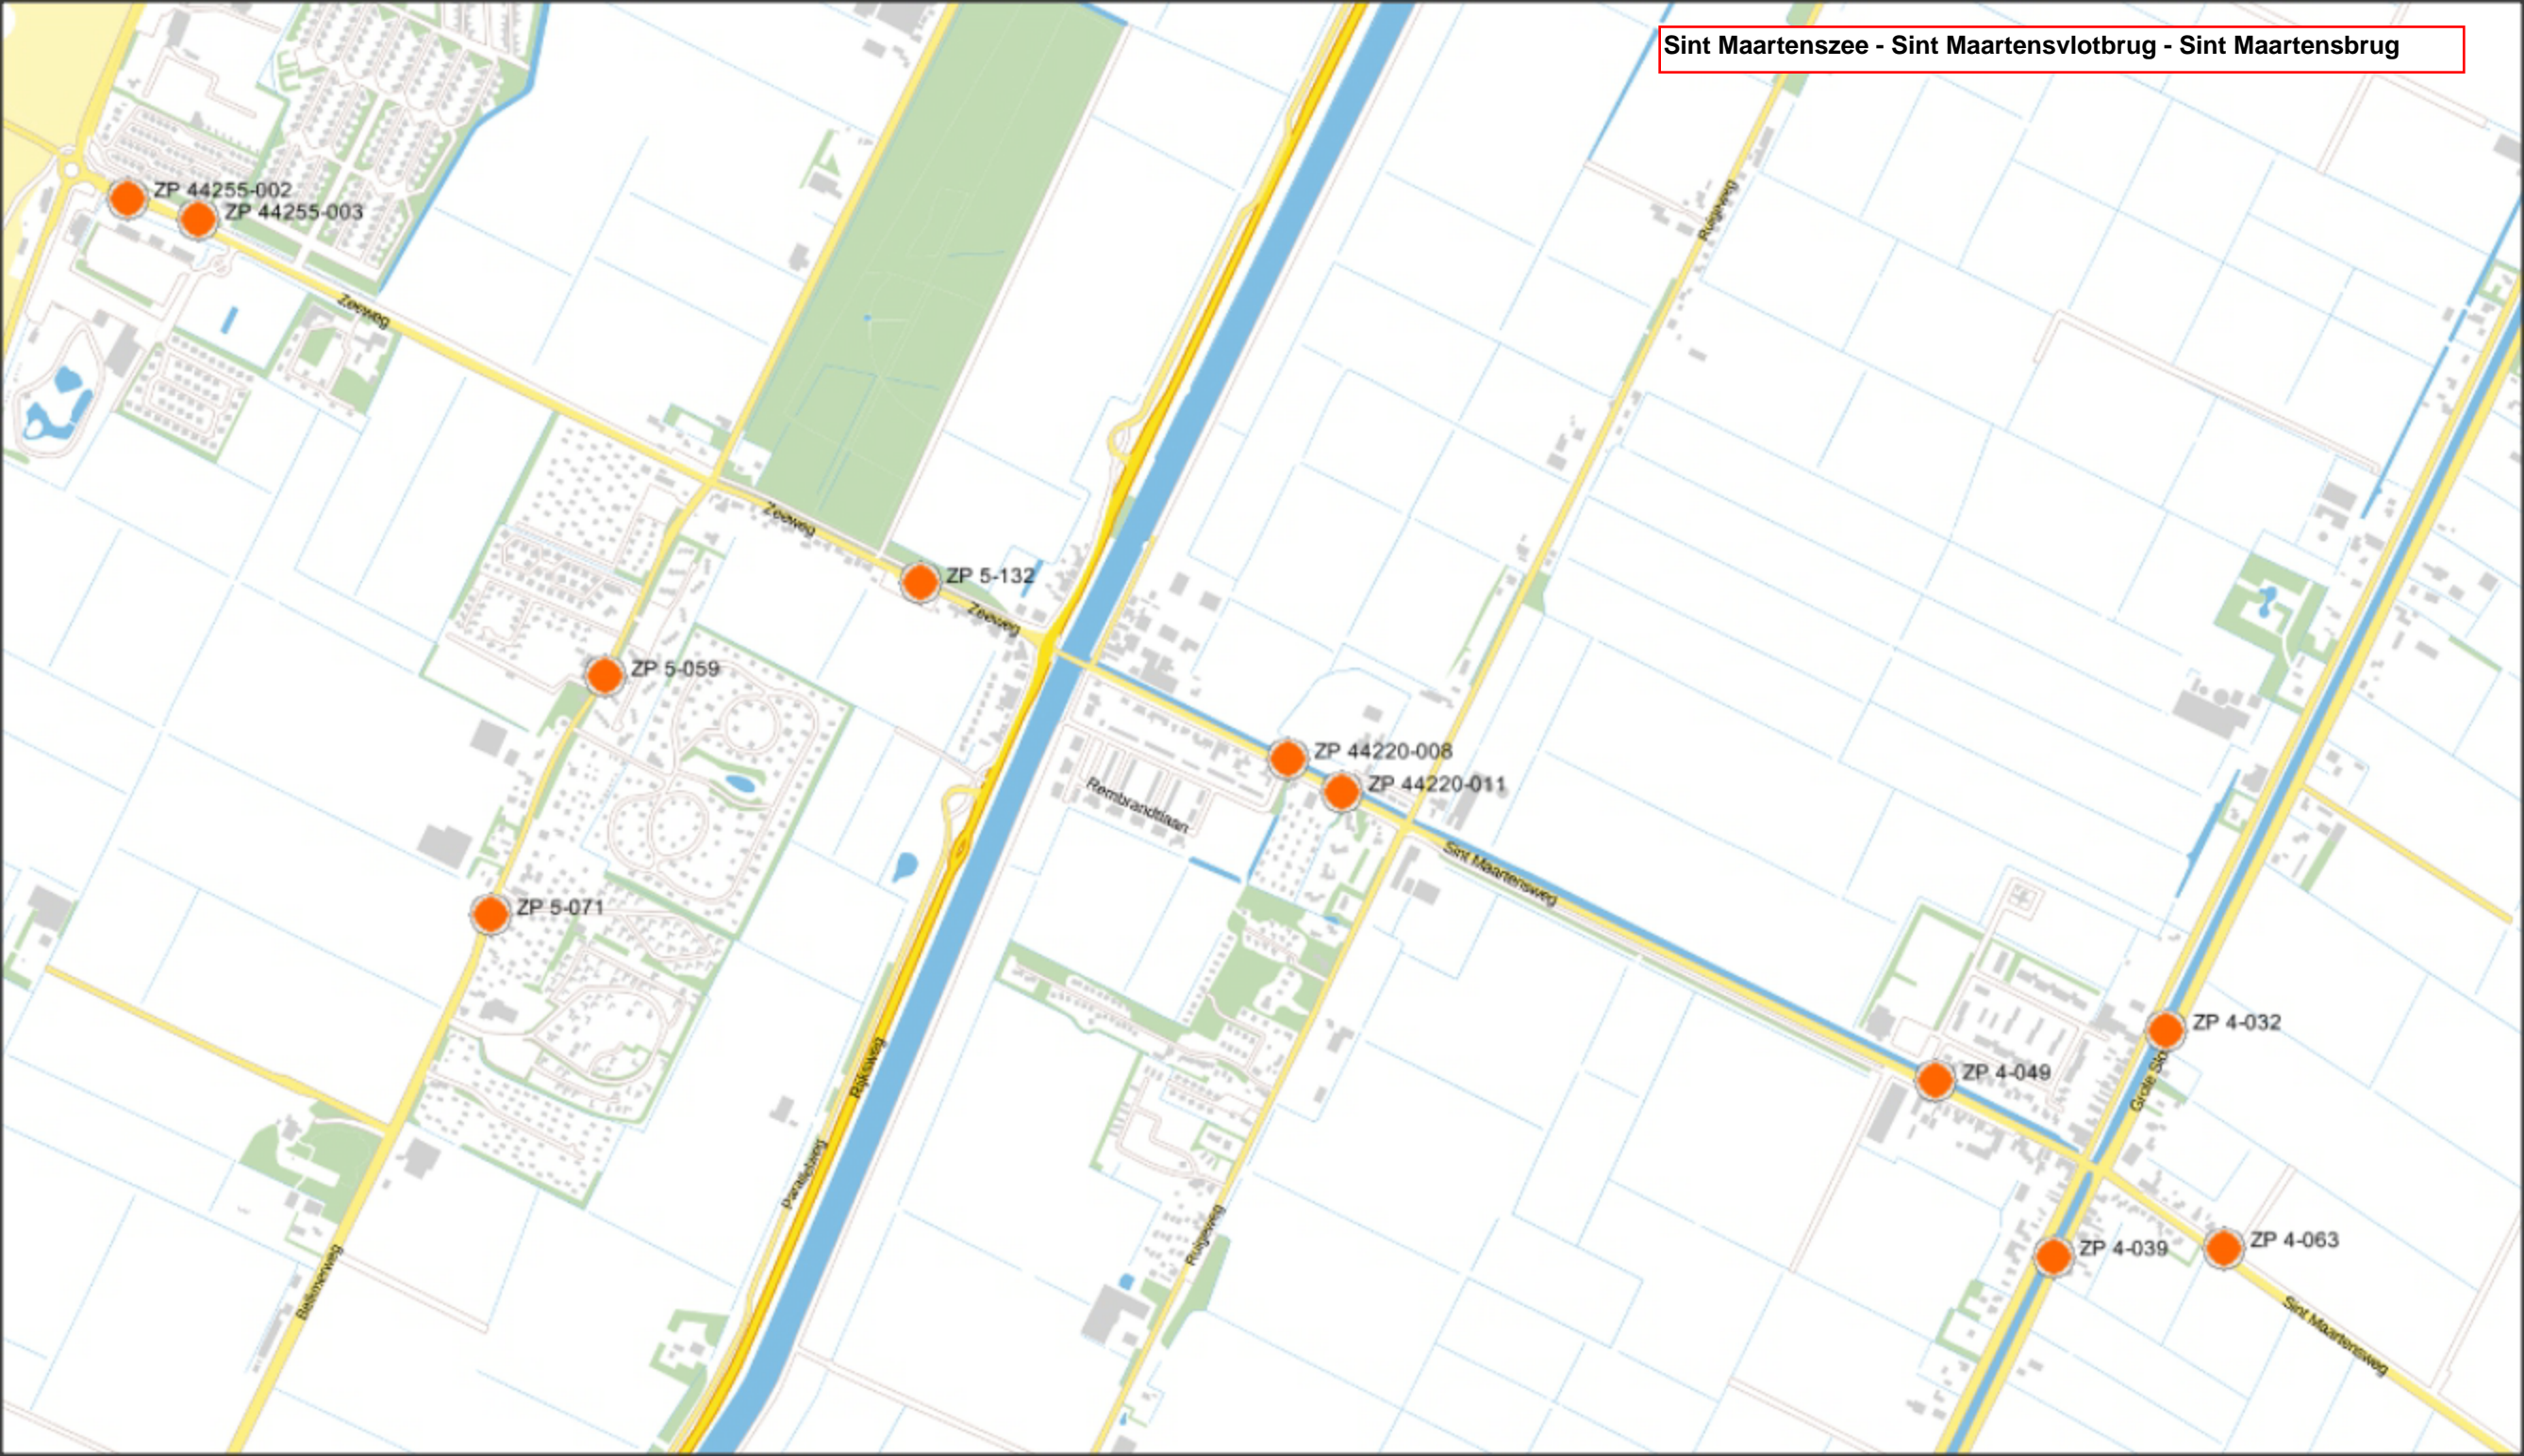 Sint Maartenszee - Sint Maartensvlotbrug - Sint Maartensbrug
ZP 44255-002
ZP 44255-003
Ruigeweg
Zeeweg
Zeeweg
ZP 5-132
Zeeweg
ZP 5-059
ZP 44220-008
ZP 44220-011
Rembrandtlaan
Sint Maartensweg
ZP 5-071
ZP 4-032
Rijksweg
ZP 4-049
Grote Slo
Parallelweg
Ruigeweg
ZP 4-039
ZP 4-063
Belkmerweg
Sint Maartensweg